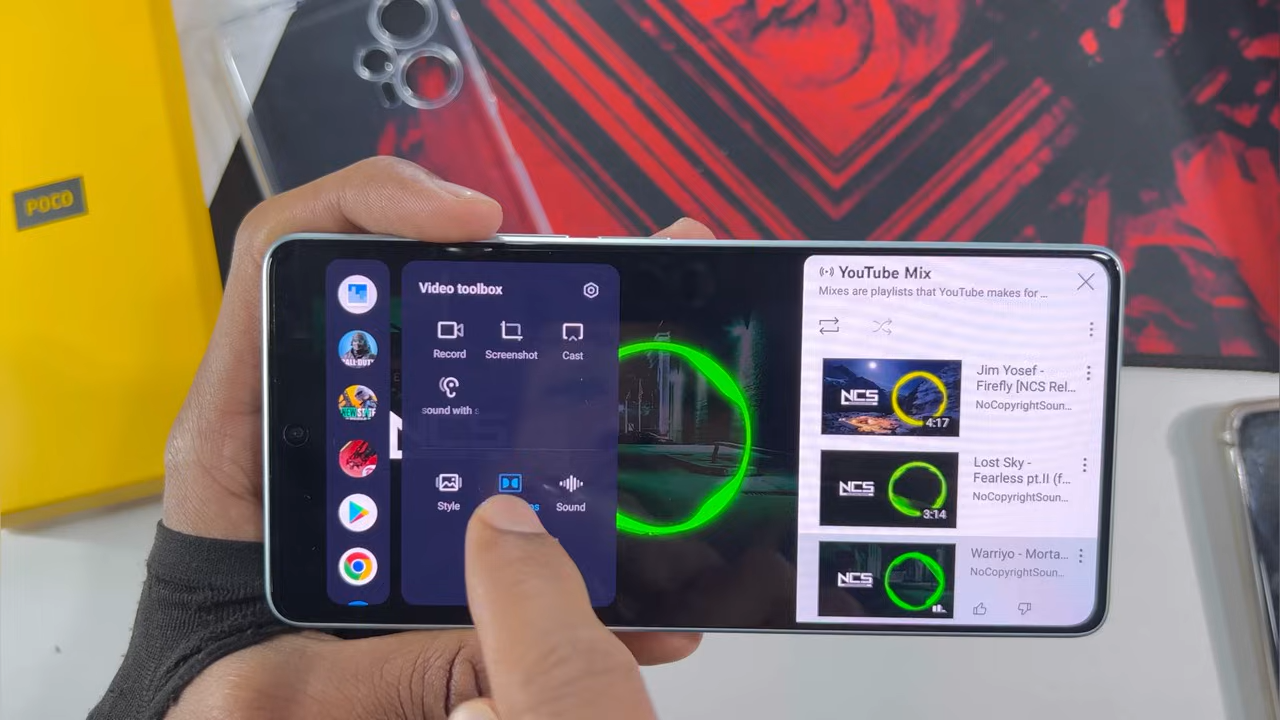 POCO
Video toolbox
Record
Screenshot
Cast
sound with s
Style
Sound
YouTube Mix
Mixes are playlists that YouTube makes for ...
Jim Yosef -
Firefly [NCS Rel...
NoCopyrightSoun...
NCS
4:17
Lost Sky -
Fearless pt.II (f...
NoCopyrightSoun...
NCS
3:14
Warriyo - Morta...
NoCopyrightSoun...
NCS